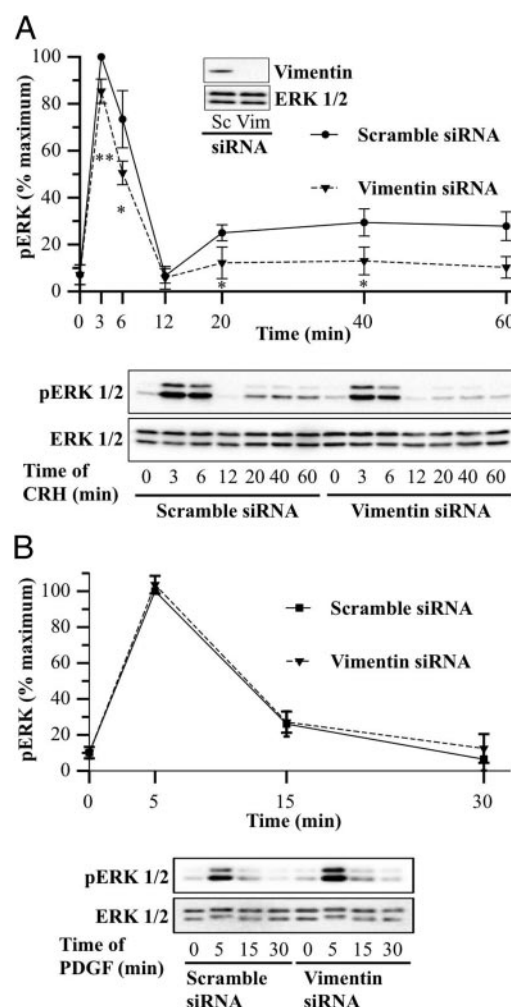 A
pERK (% maximum)
100
80
60
40
20
0
Vimentin
ERK 1/2
Sc Vim
siRNA
Scramble siRNA
Vimentin siRNA
**
*
*
*
0 3 6 12 20 40 60
Time (min)
pERK 1/2
ERK 1/2
Time of
CRH (min)
0 3 6 12 20 40 60 0 3 6 12 20 40 60
Scramble siRNA Vimentin siRNA
B
pERK (% maximum)
100
80
60
40
20
0
Scramble siRNA
Vimentin siRNA
0 5 15 30
Time (min)
pERK 1/2
ERK 1/2
Time of
PDGF (min)
0 5 15 30 0 5 15 30
Scramble Vimentin
siRNA siRNA